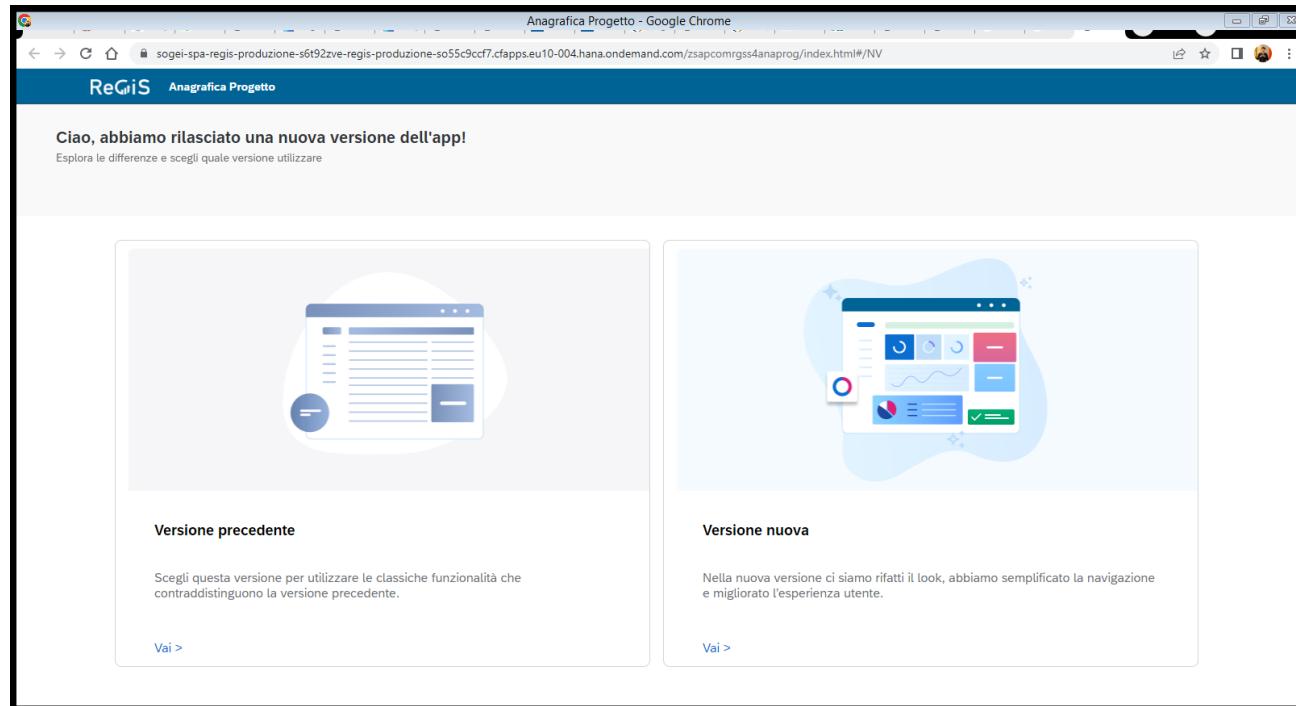 Anagrafica Progetto - Google Chrome
sogei-spa-regis-produzione-s6t92zve-regis-produzione-so55c9ccf7.cfapps.eu10-004.hana.ondemand.com/zsapcomrgss4anaprog/index.html#/NV
ReGiS Anagrafica Progetto
Ciao, abbiamo rilasciato una nuova versione dell'app!
Esplora le differenze e scegli quale versione utilizzare
Versione precedente
Scegli questa versione per utilizzare le classiche funzionalità che
contraddistinguono la versione precedente.
Vai >
Versione nuova
Nella nuova versione ci siamo rifatti il look, abbiamo semplificato la navigazione
e migliorato l'esperienza utente.
Vai >